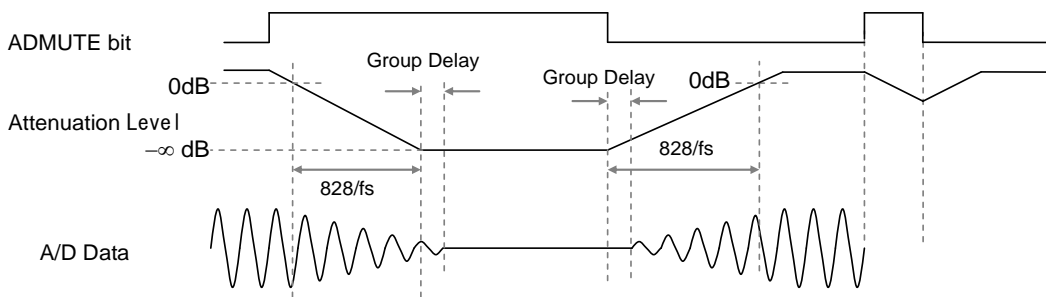 ADMUTE bit
Group Delay
Group Delay
0dB
0dB
Attenuation Level
−∞ dB
828/fs
828/fs
A/D Data